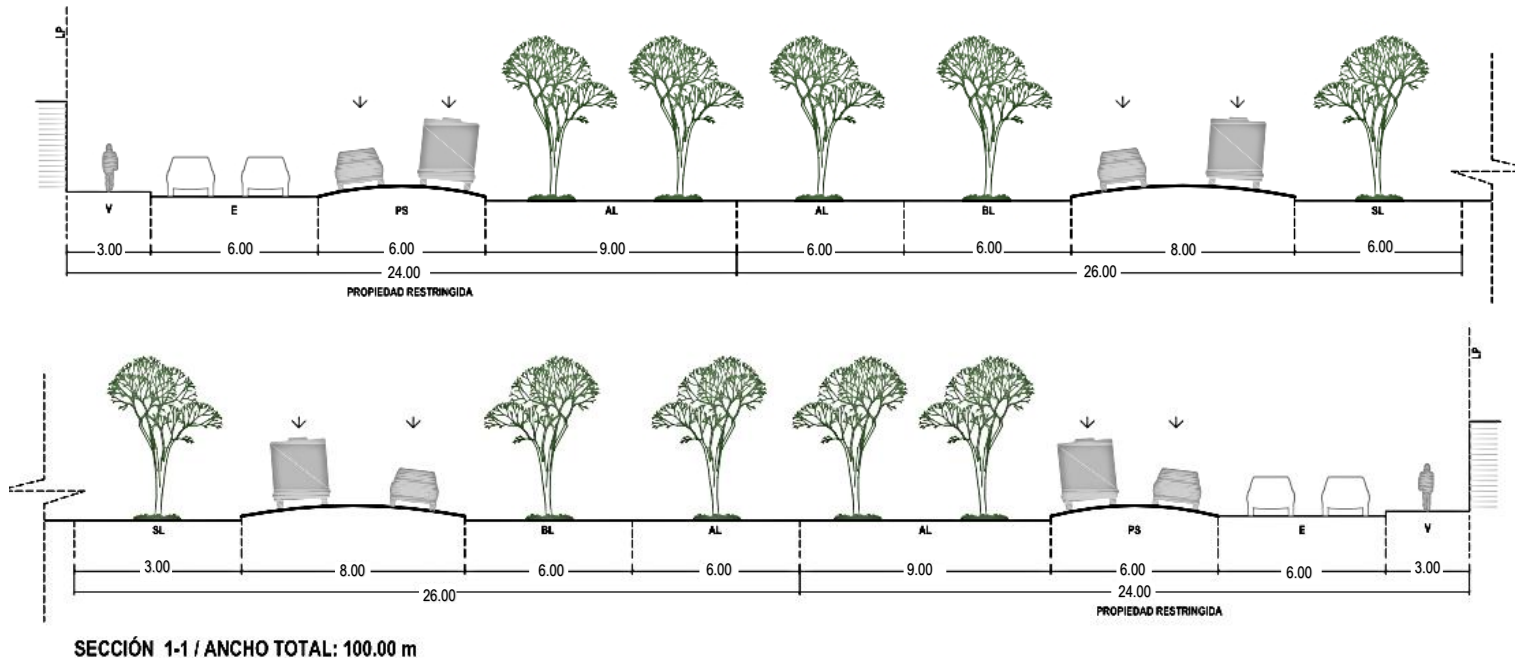 LP
V E PS AL AL BL SL
3.00 6.00 6.00 9.00 6.00 6.00 8.00 6.00
24.00 26.00
PROPIEDAD RESTRINGIDA
LP
SL BL AL AL PS E V
3.00 8.00 6.00 6.00 9.00 6.00 6.00 3.00
26.00 24.00
PROPIEDAD RESTRINGIDA
SECCIÓN 1-1 / ANCHO TOTAL: 100.00 m